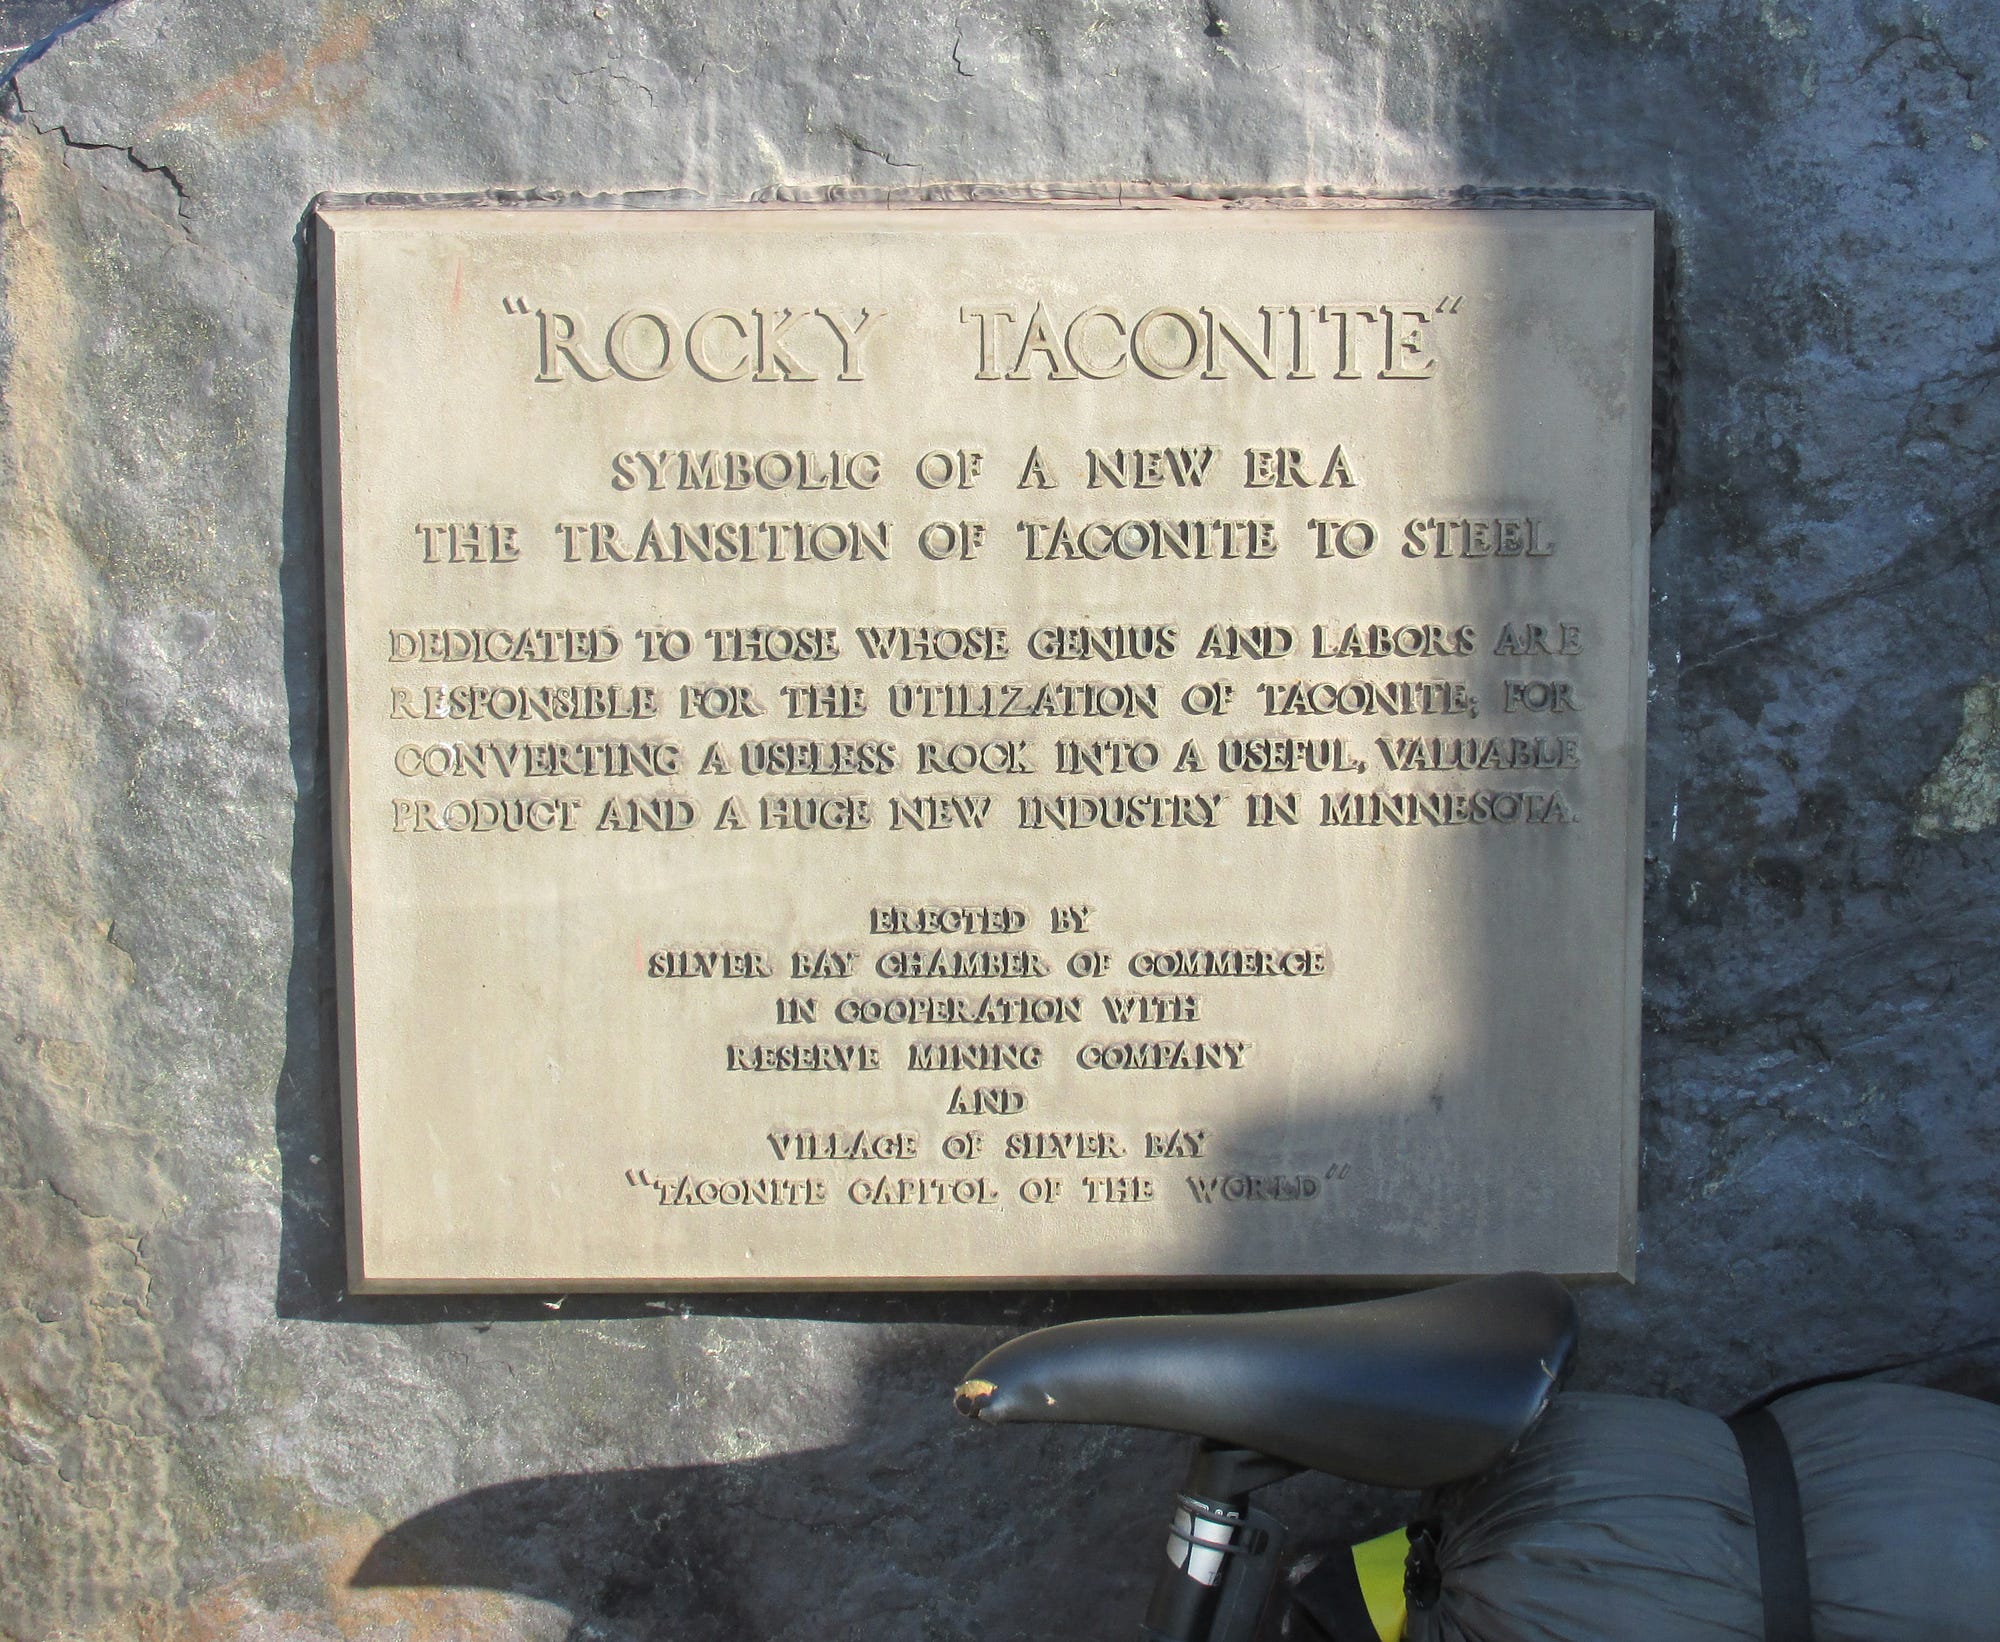 "ROCKY TACONITE"
SYMBOLIC OF A NEW ERA
THE TRANSITION OF TACONITE TO STEEL
DEDICATED TO THOSE WHOSE GENIUS AND LABORS ARE
RESPONSIBLE FOR THE UTILIZATION OF TACONITE; FOR
CONVERTING A USELESS ROCK INTO A USEFUL, VALUABLE
PRODUCT AND A HUGE NEW INDUSTRY IN MINNESOTA.
ERECTED BY
SILVER BAY CHAMBER OF COMMERCE
IN COOPERATION WITH
RESERVE MINING COMPANY
AND
VILLAGE OF SILVER BAY
"TACONITE CAPITOL OF THE WORLD"